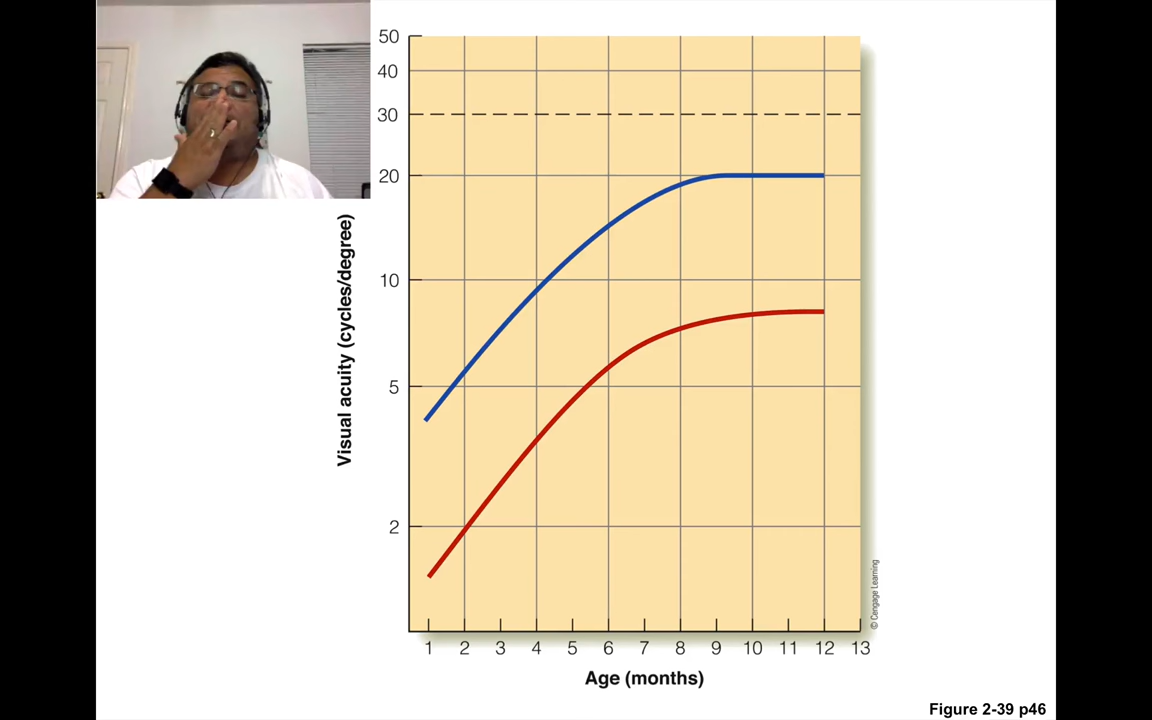 50
40
30
20
10
5
2
Visual acuity (cycles/degree)
1 2 3 4 5 6 7 8 9 10 11 12 13
Age (months)
© Cengage Learning
Figure 2-39 p46